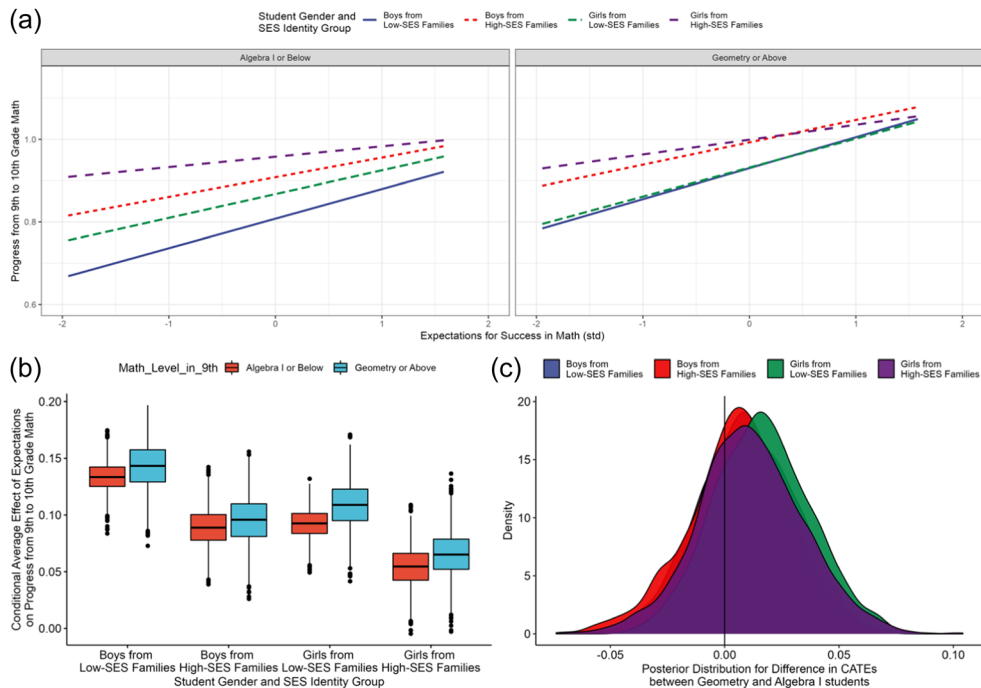 (a)
Student Gender and
SES Identity Group
Boys from
Low-SES Families
Boys from
High-SES Families
Girls from
Low-SES Families
Girls from
High-SES Families
Algebra I or Below
Geometry or Above
Progress from 9th to 10th Grade Math
1.0
0.8
0.6
-2
-1
0
1
2
-2
-1
0
1
2
Expectations for Success in Math (std)
(b)
Math_Level_in_9th
Algebra I or Below
Geometry or Above
Conditional Average Effect of Expectations
on Progress from 9th to 10th Grade Math
0.20
0.15
0.10
0.05
0.00
Boys from
Low-SES Families
Boys from
High-SES Families
Girls from
Low-SES Families
Girls from
High-SES Families
Student Gender and SES Identity Group
(c)
Boys from
Low-SES Families
Boys from
High-SES Families
Girls from
Low-SES Families
Girls from
High-SES Families
Density
20
15
10
5
0
-0.05
0.00
0.05
0.10
Posterior Distribution for Difference in CATEs
between Geometry and Algebra I students